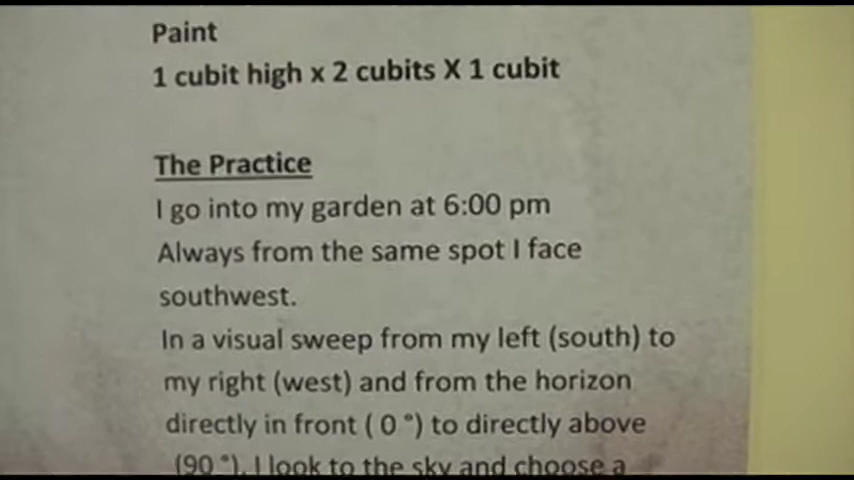 Paint
1 cubit high x 2 cubits X 1 cubit
The Practice
I go into my garden at 6:00 pm
Always from the same spot I face
southwest.
In a visual sweep from my left (south) to
my right (west) and from the horizon
directly in front ( 0 °) to directly above
(90 °), I look to the sky and choose a